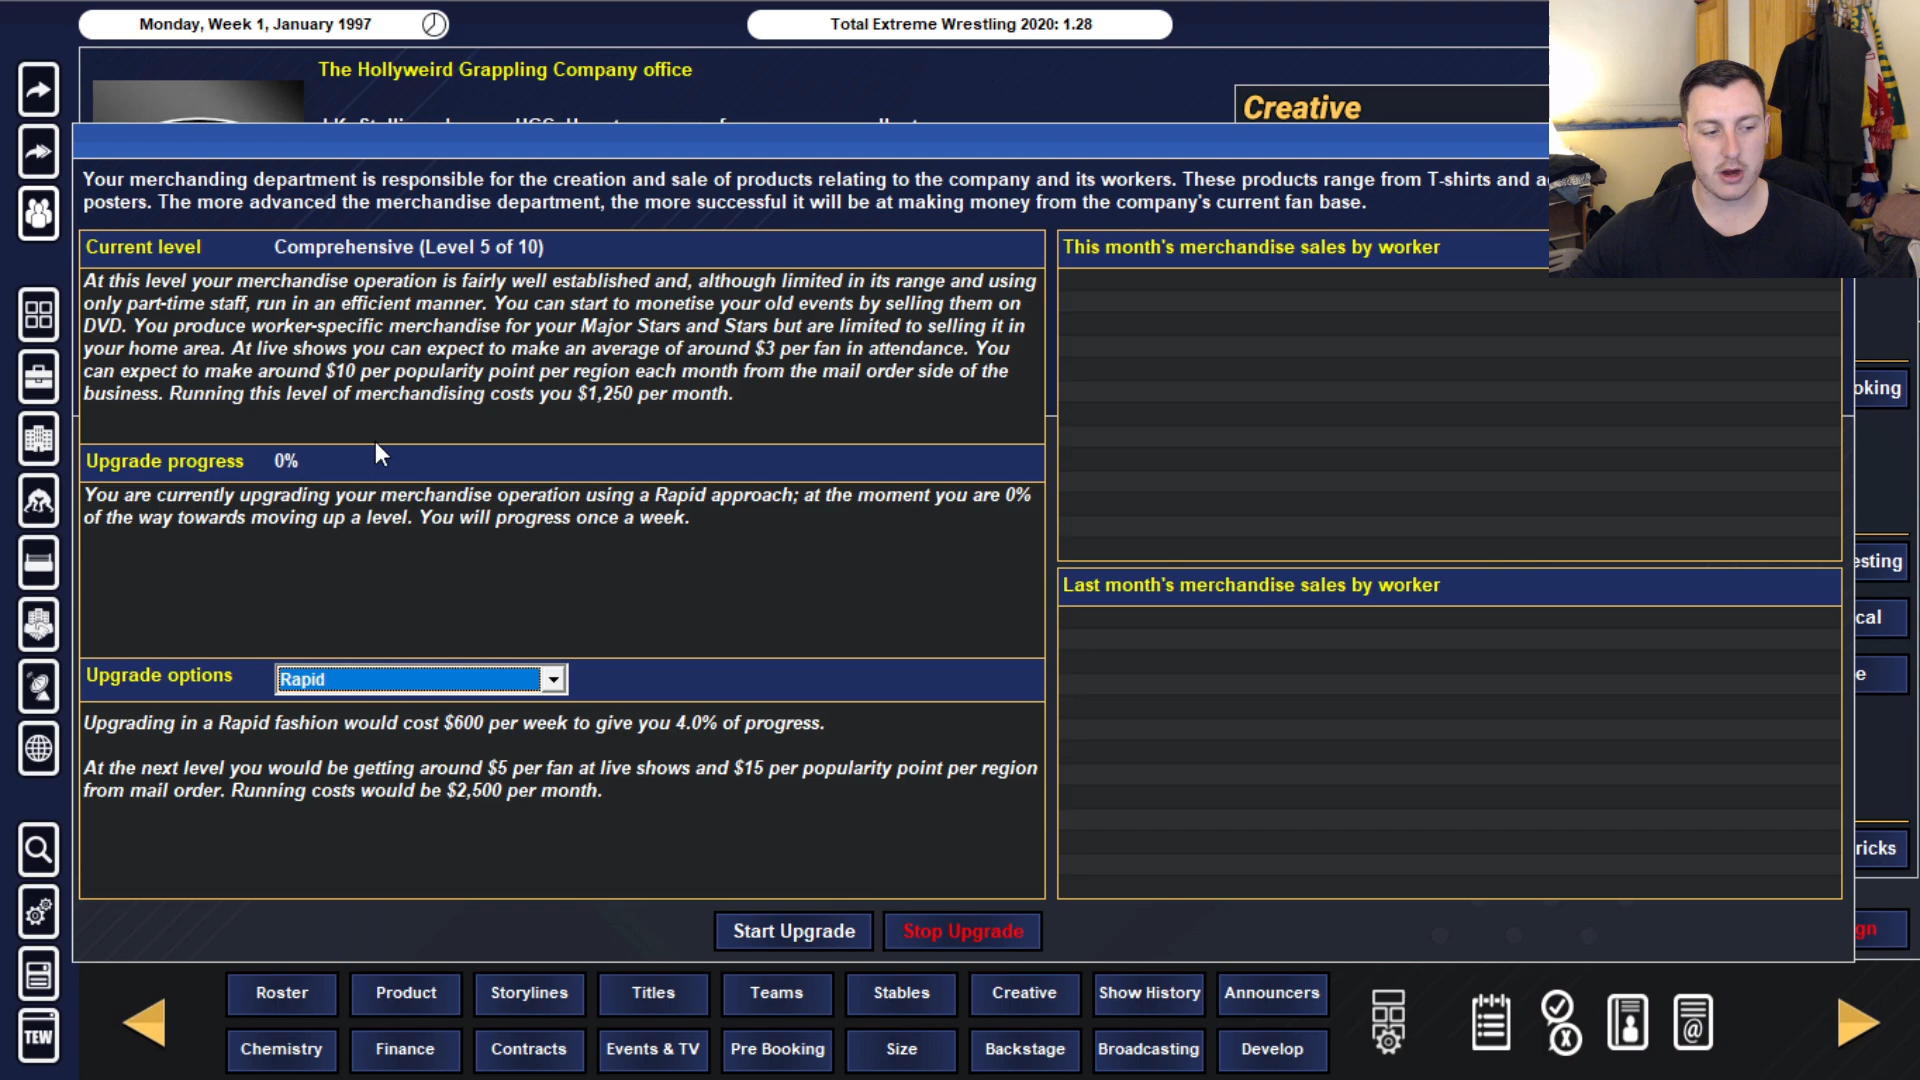 Monday, Week 1, January 1997
Total Extreme Wrestling 2020: 1.28
The Hollyweird Grappling Company office
Creative
Your merchanding department is responsible for the creation and sale of products relating to the company and its workers. These products range from T-shirts and
posters. The more advanced the merchandise department, the more successful it will be at making money from the company's current fan base.
Current level Comprehensive (Level 5 of 10)
At this level your merchandise operation is fairly well established and, although limited in its range and using
only part-time staff, run in an efficient manner. You can start to monetise your old events by selling them on
DVD. You produce worker-specific merchandise for your Major Stars and Stars but are limited to selling it in
your home area. At live shows you can expect to make an average of around $3 per fan in attendance. You
can expect to make around $10 per popularity point per region each month from the mail order side of the
business. Running this level of merchandising costs you $1,250 per month.
Upgrade progress 0%
You are currently upgrading your merchandise operation using a Rapid approach; at the moment you are 0%
of the way towards moving up a level. You will progress once a week.
Upgrade options Rapid
Upgrading in a Rapid fashion would cost $600 per week to give you 4.0% of progress.
At the next level you would be getting around $5 per fan at live shows and $15 per popularity point per region
from mail order. Running costs would be $2,500 per month.
This month's merchandise sales by worker
Last month's merchandise sales by worker
oking
esting
cal
e
ricks
gn
Start Upgrade Stop Upgrade
Roster Product Storylines Titles Teams Stables Creative Show History Announcers
Chemistry Finance Contracts Events & TV Pre Booking Size Backstage Broadcasting Develop
TEW